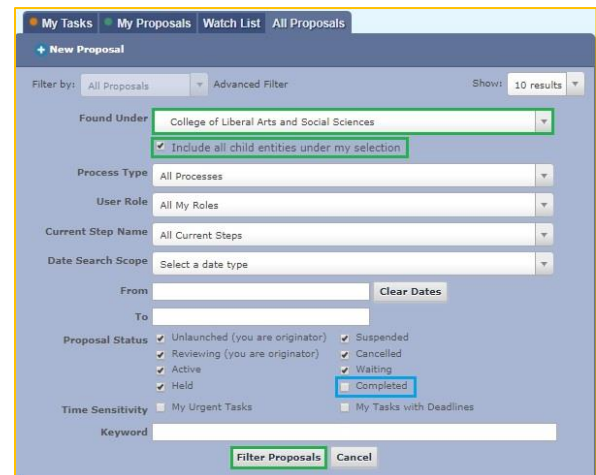 My Tasks My Proposals Watch List All Proposals
+ New Proposal
Filter by: All Proposals Advanced Filter Show: 10 results
Found Under College of Liberal Arts and Social Sciences
Include all child entities under my selection
Process Type All Processes
User Role All My Roles
Current Step Name All Current Steps
Date Search Scope Select a date type
From Clear Dates
To
Proposal Status Unlaunched (you are originator) Suspended
Reviewing (you are originator) Cancelled
Active Waiting
Held Completed
Time Sensitivity My Urgent Tasks My Tasks with Deadlines
Keyword
Filter Proposals Cancel